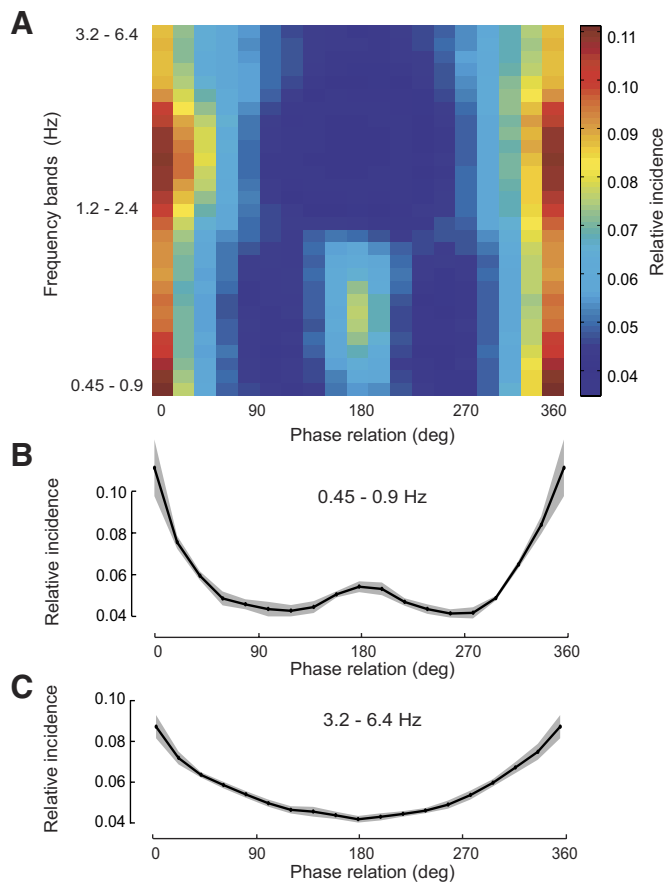 A
3.2 - 6.4
1.2 - 2.4
0.45 - 0.9
Frequency bands (Hz)
0 90 180 270 360
Phase relation (deg)
0.11
0.10
0.09
0.08
0.07
0.06
0.05
0.04
Relative incidence
B
0.45 - 0.9 Hz
Relative incidence
0.10
0.08
0.06
0.04
0 90 180 270 360
Phase relation (deg)
C
3.2 - 6.4 Hz
Relative incidence
0.10
0.08
0.06
0.04
0 90 180 270 360
Phase relation (deg)